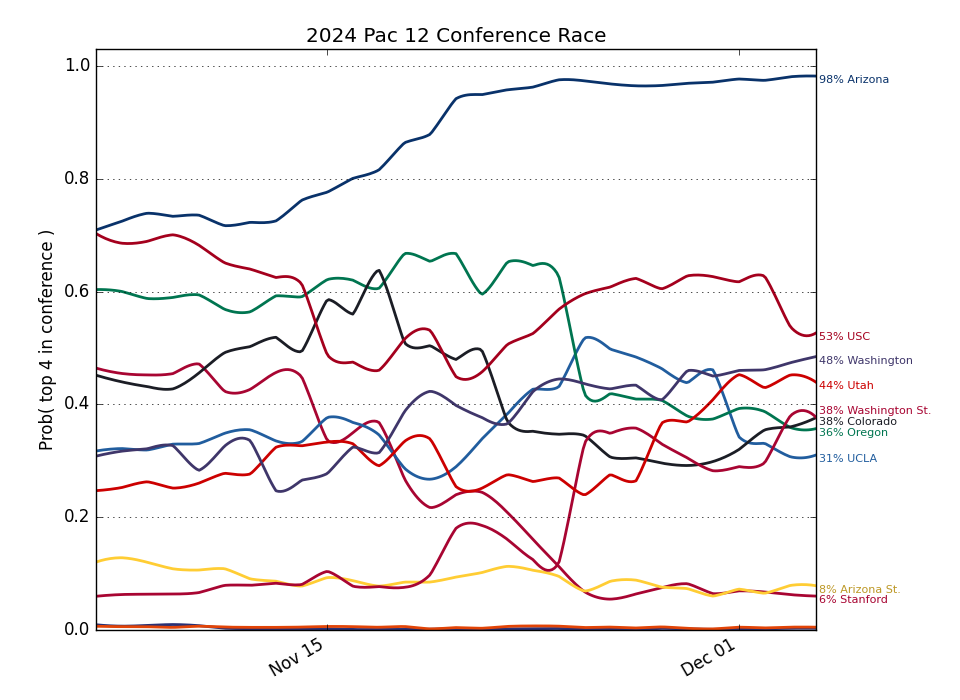 2024 Pac 12 Conference Race
Prob( top 4 in conference )
1.0
0.8
0.6
0.4
0.2
0.0
Nov 15
Dec 01
98% Arizona
53% USC
48% Washington
44% Utah
38% Washington St.
38% Colorado
36% Oregon
31% UCLA
8% Arizona St.
6% Stanford